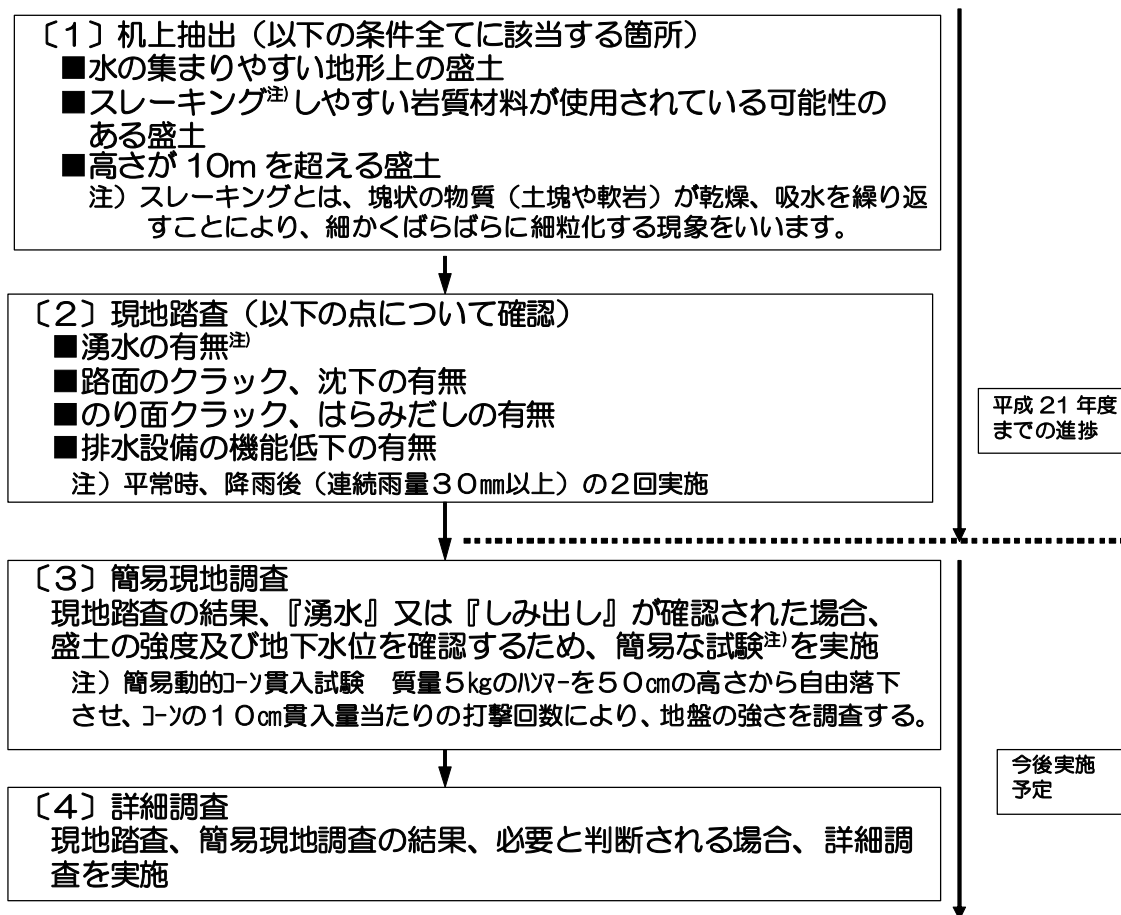 〔１〕机上抽出（以下の条件全てに該当する箇所）
■水の集まりやすい地形上の盛土
■スレーキング注)しやすい岩質材料が使用されている可能性の
ある盛土
■高さが 10m を超える盛土
注）スレーキングとは、塊状の物質（土塊や軟岩）が乾燥、吸水を繰り返
すことにより、細かくばらばらに細粒化する現象をいいます。
〔２〕現地踏査（以下の点について確認）
■湧水の有無注)
■路面のクラック、沈下の有無
■のり面クラック、はらみだしの有無
■排水設備の機能低下の有無
注）平常時、降雨後（連続雨量３０㎜以上）の２回実施
平成 21 年度
までの進捗
〔３〕簡易現地調査
現地踏査の結果、『湧水』又は『しみ出し』が確認された場合、
盛土の強度及び地下水位を確認するため、簡易な試験注)を実施
注）簡易動的ｺｰﾝ貫入試験　質量５㎏のﾊﾝﾏｰを５０㎝の高さから自由落下
させ、ｺｰﾝの１０㎝貫入量当たりの打撃回数により、地盤の強さを調査する。
〔４〕詳細調査
現地踏査、簡易現地調査の結果、必要と判断される場合、詳細調
査を実施
今後実施
予定